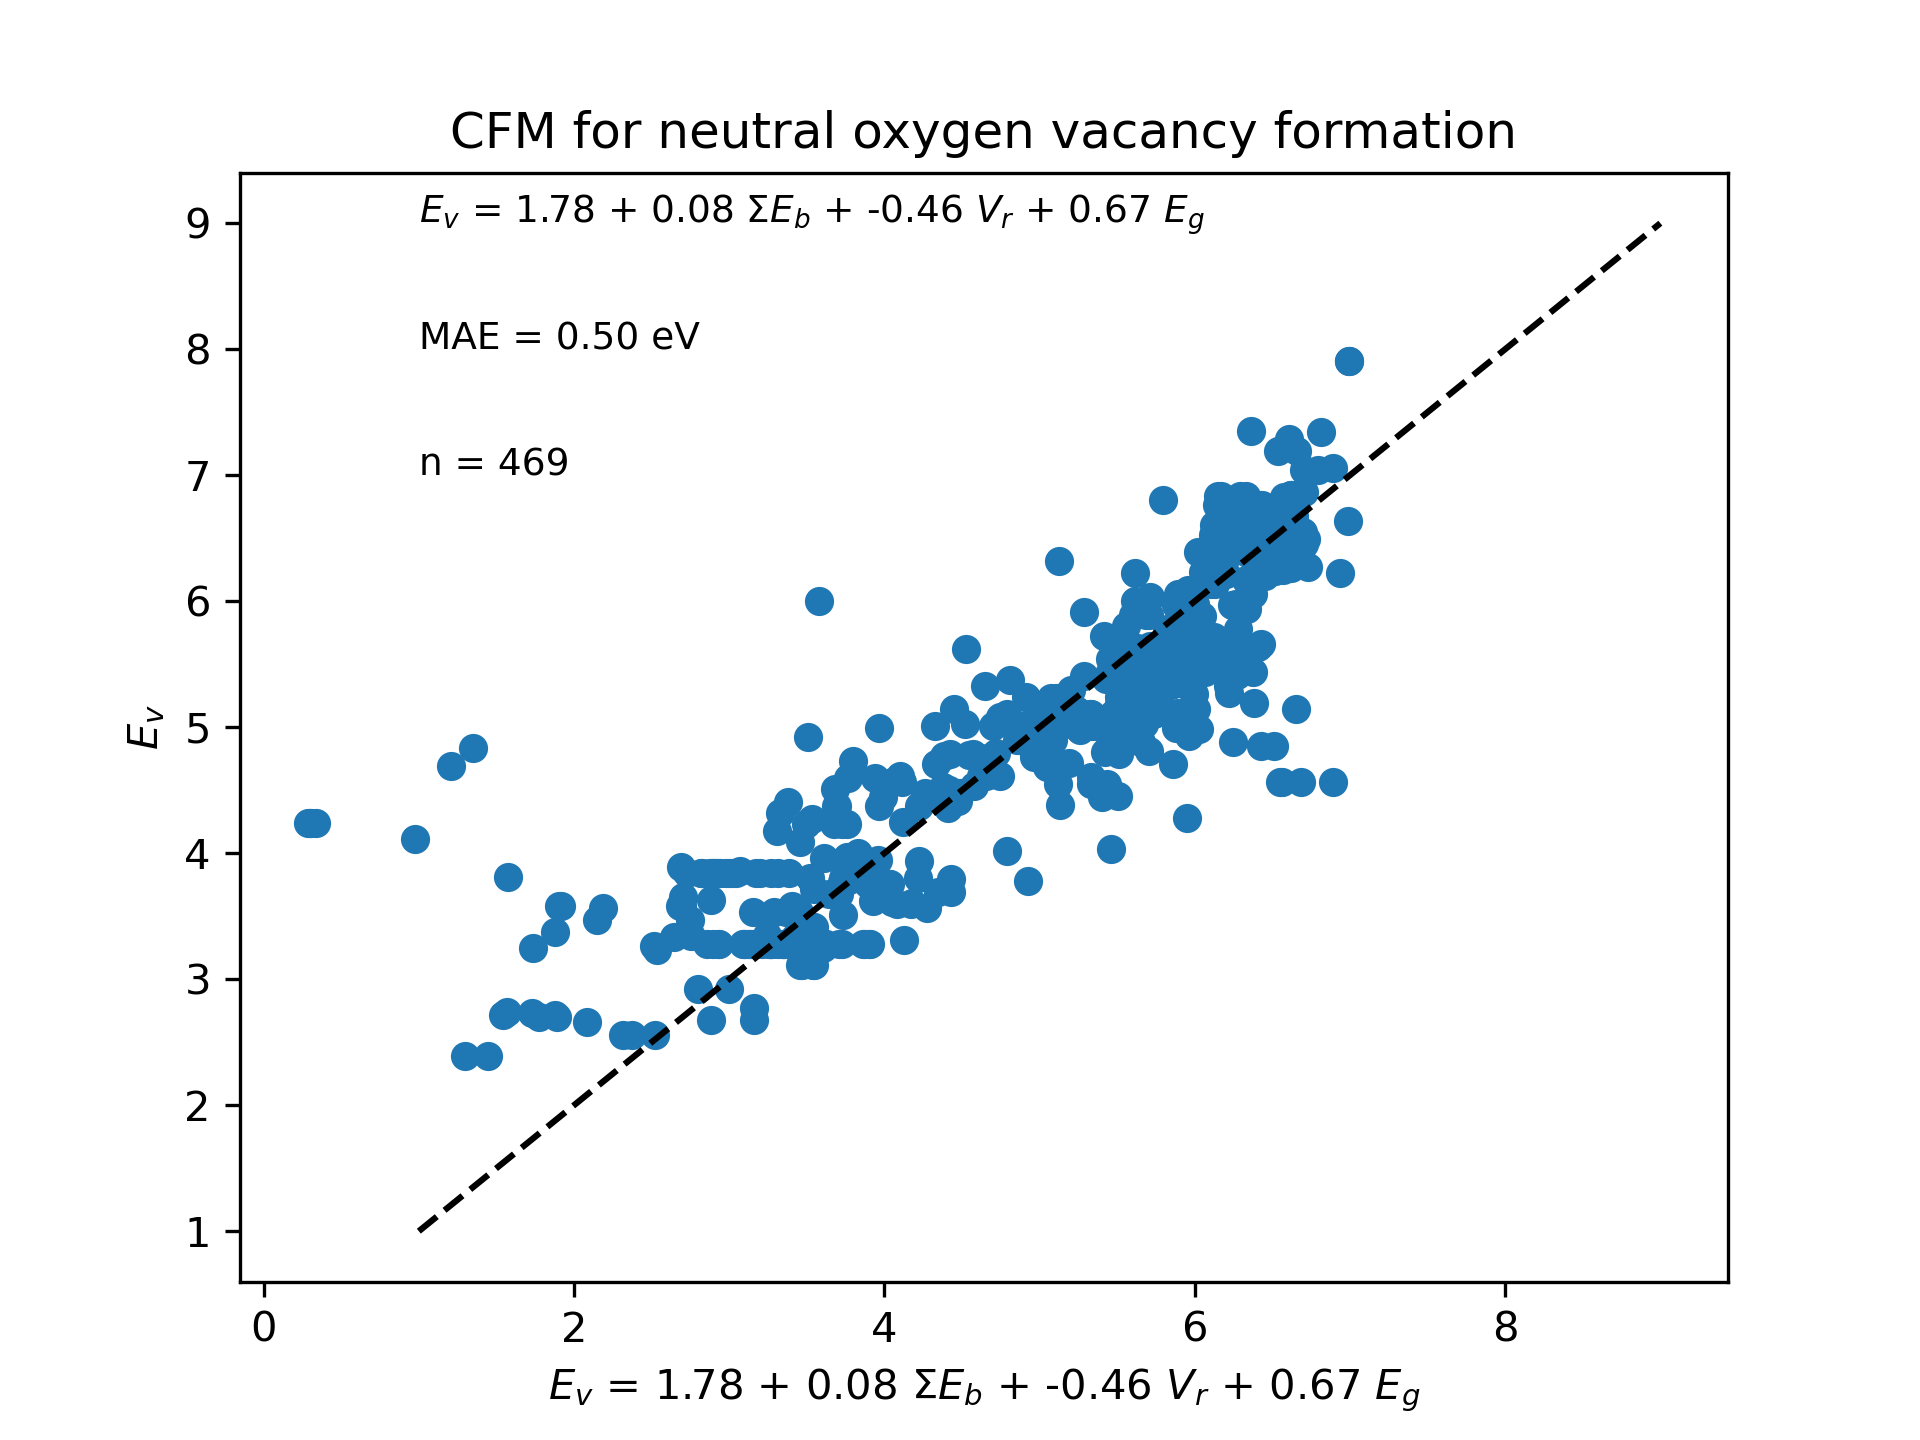 CFM for neutral oxygen vacancy formation
E_v = 1.78 + 0.08 ΣE_b + -0.46 V_r + 0.67 E_g
MAE = 0.50 eV
n = 469
9
8
7
6
5
4
3
2
1
E_v
0 2 4 6 8
E_v = 1.78 + 0.08 ΣE_b + -0.46 V_r + 0.67 E_g